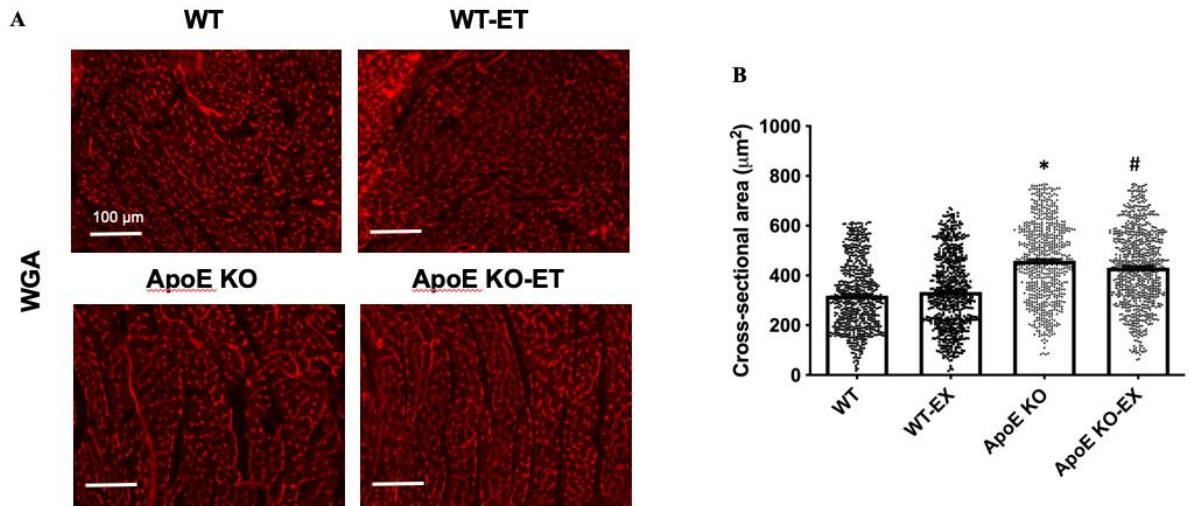 A
WT
WT-ET
100 µm
ApoE KO
ApoE KO-ET
WGA
B
Cross-sectional area (µm²)
1000
800
600
400
200
0
*
#
WT
WT-EX
ApoE KO
ApoE KO-EX